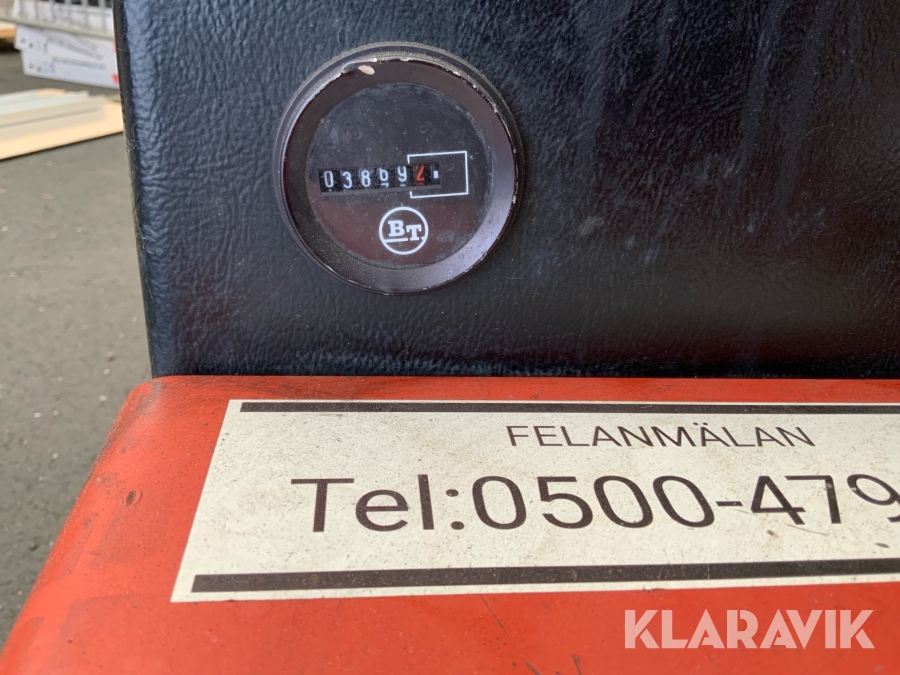 038692
BT
FELANMÄLAN
Tel:0500-479
KLARAVIK